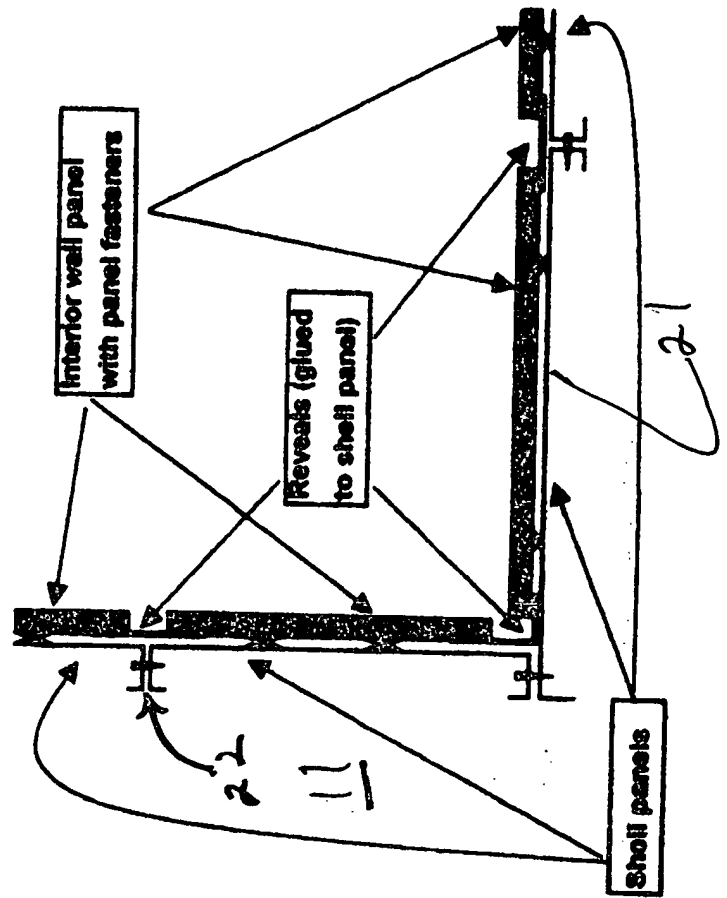 Interior wall panel
with panel fasteners
Reveals (glued
to shell panel)
Shell panels
21
22
11